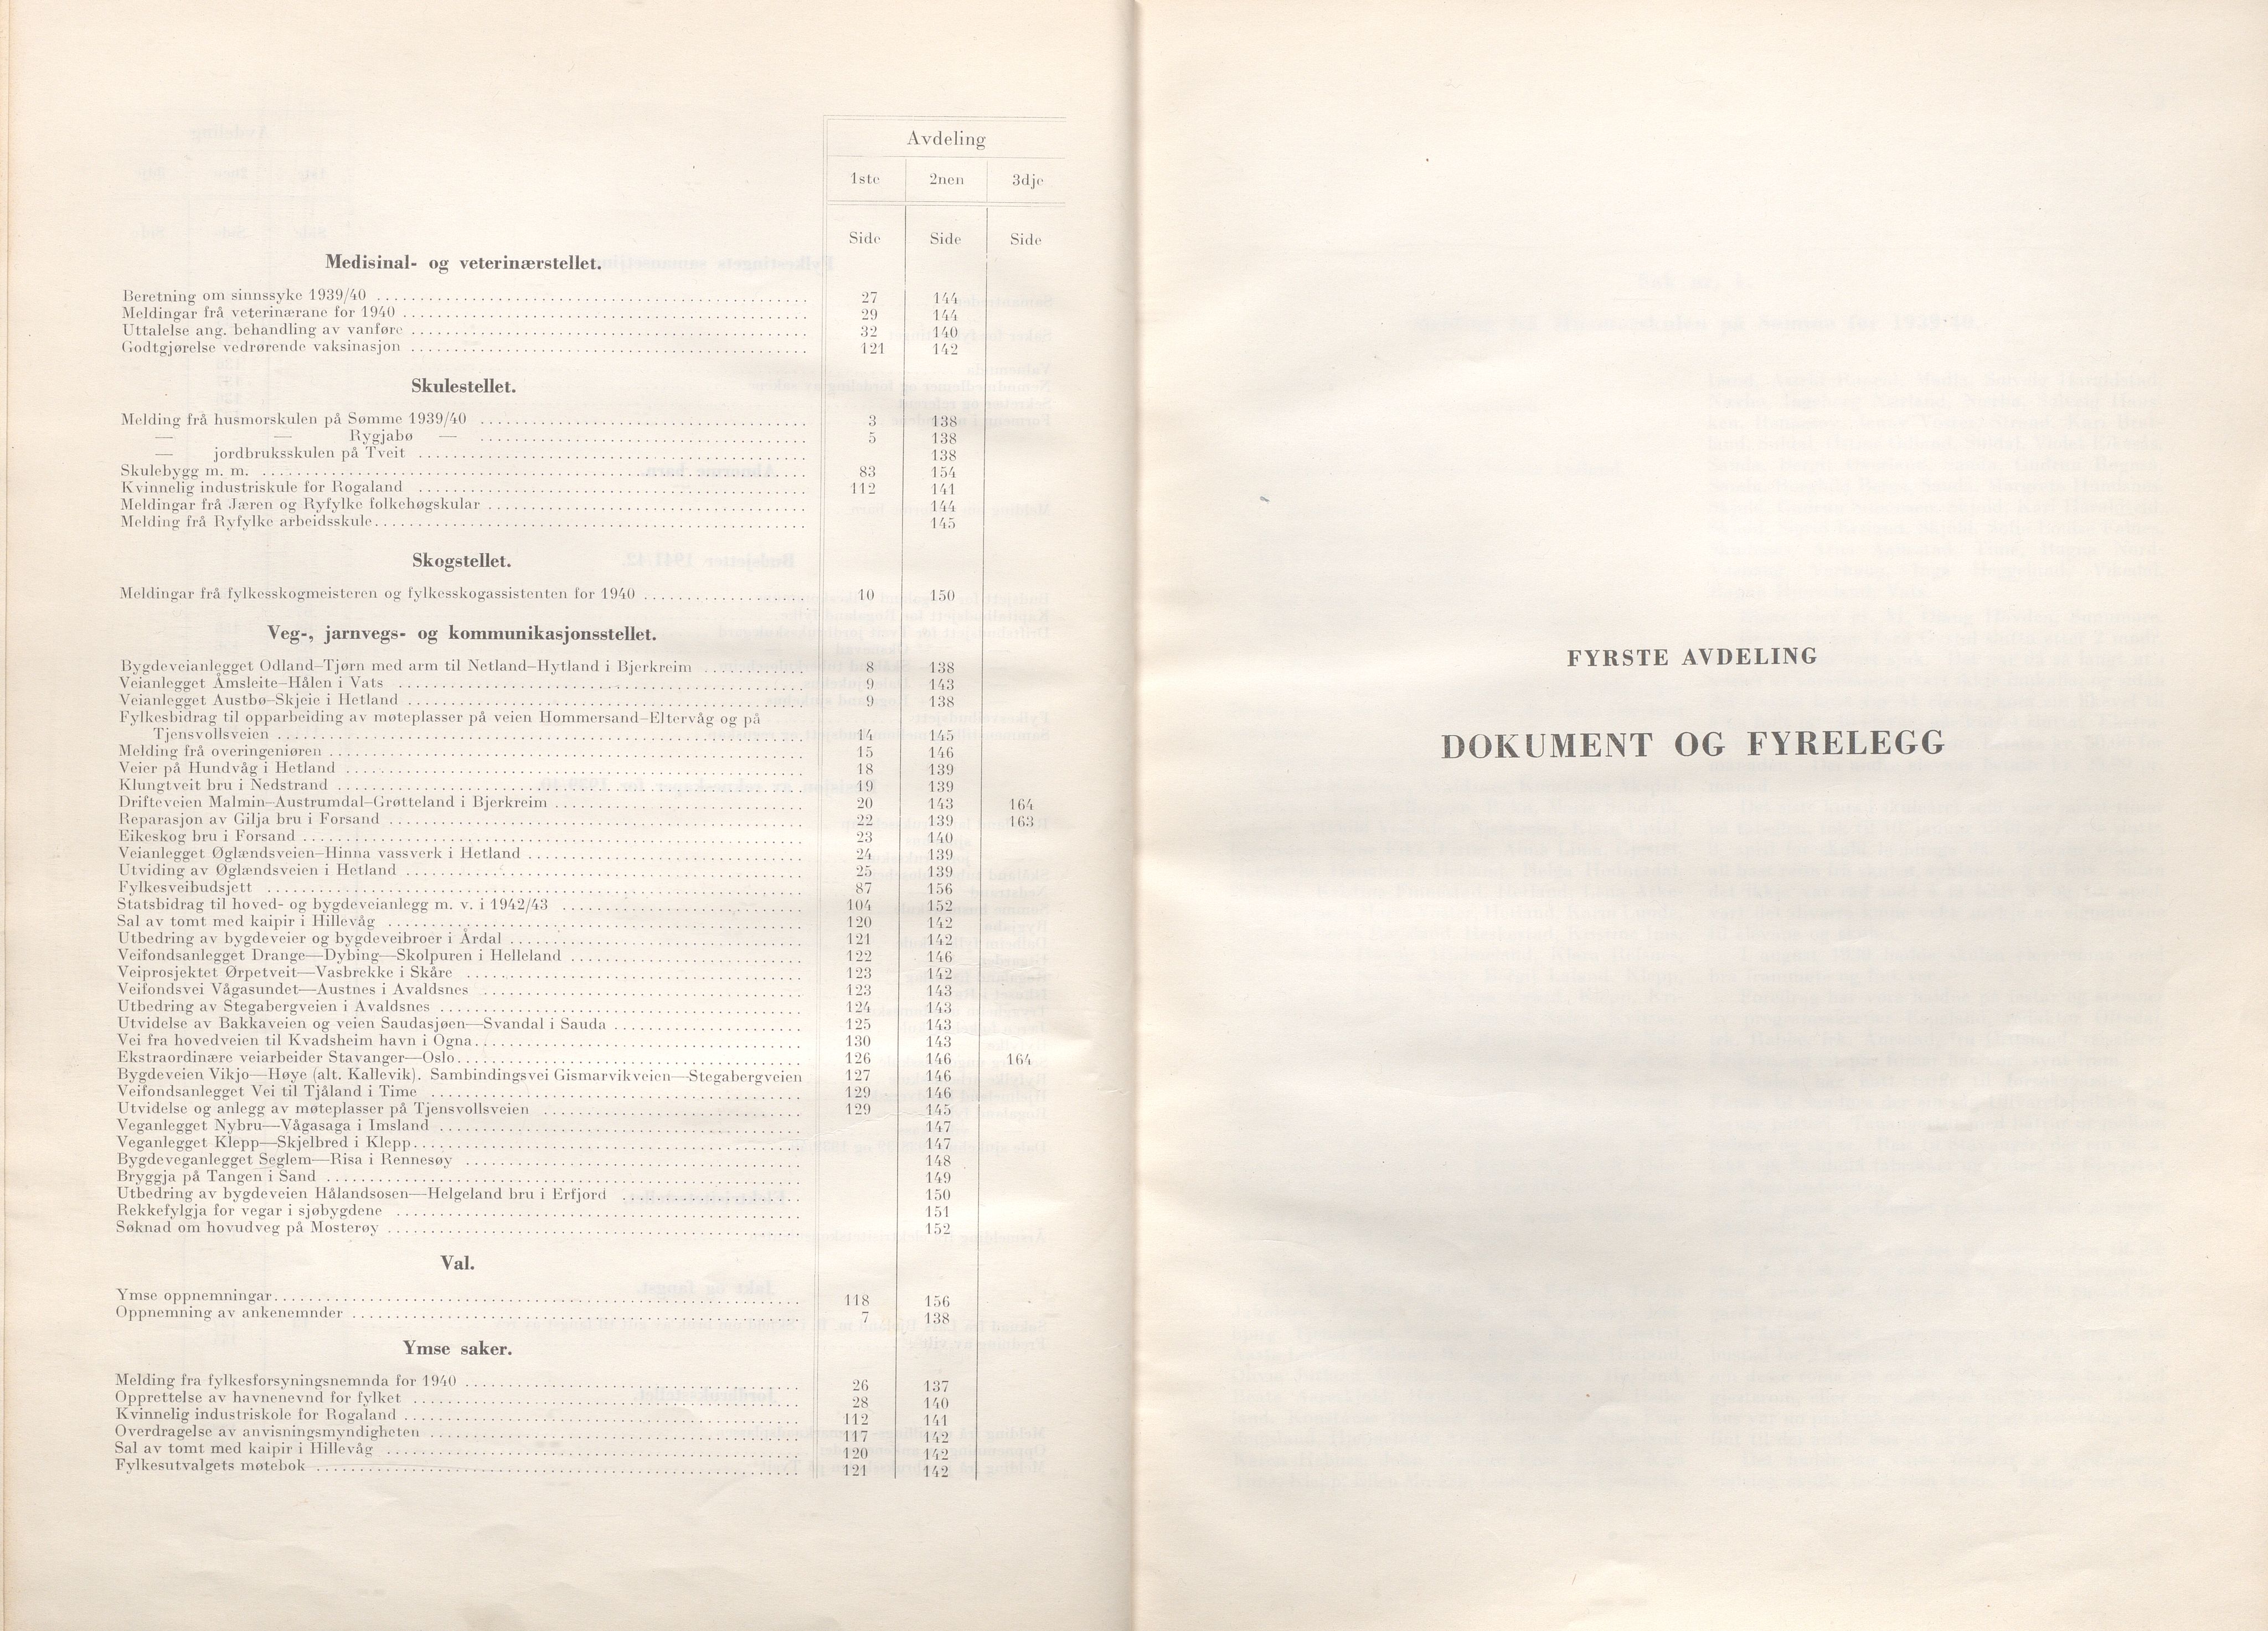 Avdeling
1ste 2nen 3dje
Side Side Side
Medisinal- og veterinærstellet.
Beretning om sinnssyke 1939/40 27 144
Meldingar frå veterinærane for 1940 29 144
Uttalelse ang. behandling av vanføre 32 140
Godtgjørelse vedrørende vaksinasjon 121 142
Skulestellet.
Melding frå husmorskulen på Sømme 1939/40 3 138
— — Rygjabø — 5 138
— jordbruksskulen på Tveit 138
Skulebygg m. m. 83 154
Kvinnelig industriskule for Rogaland 112 141
Meldingar frå Jæren og Ryfylke folkehøgskular 144
Melding frå Ryfylke arbeidsskule 145
Skogstellet.
Meldingar frå fylkesskogmeisteren og fylkesskogassistenten for 1940 10 150
Veg-, jarnvegs- og kommunikasjonsstellet.
Bygdeveianlegget Odland–Tjørn med arm til Netland–Hytland i Bjerkreim 8 138
Veianlegget Åmsleite–Hålen i Vats 9 143
Veianlegget Austbø–Skjeie i Hetland 9 138
Fylkesbidrag til opparbeiding av møteplasser på veien Hommersand–Eltervåg og på
Tjensvollsveien 14 145
Melding frå overingeniøren 15 146
Veier på Hundvåg i Hetland 18 139
Klungtveit bru i Nedstrand 19 139
Drifteveien Malmin–Austrumdal–Grøtteland i Bjerkreim 20 143 164
Reparasjon av Gilja bru i Forsand 22 139 163
Eikeskog bru i Forsand 23 140
Veianlegget Øglændsveien–Hinna vassverk i Hetland 24 139
Utviding av Øglændsveien i Hetland 25 139
Fylkesveibudsjett 87 156
Statsbidrag til hoved- og bygdeveianlegg m. v. i 1942/43 104 152
Sal av tomt med kaipir i Hillevåg 120 142
Utbedring av bygdeveier og bygdeveibroer i Årdal 121 142
Veifondsanlegget Drange—Dybing—Skolpuren i Helleland 122 146
Veiprosjektet Ørpetveit—Vasbrekke i Skåre 123 142
Veifondsvei Vågasundet—Austnes i Avaldsnes 123 143
Utbedring av Stegabergveien i Avaldsnes 124 143
Utvidelse av Bakkaveien og veien Saudasjøen—Svandal i Sauda 125 143
Vei fra hovedveien til Kvadsheim havn i Ogna 130 143
Ekstraordinære veiarbeider Stavanger—Oslo 126 146 164
Bygdeveien Vikjo—Høye (alt. Kallevik). Sambindingsvei Gismarvikveien—Stegabergveien 127 146
Veifondsanlegget Vei til Tjåland i Time 129 146
Utvidelse og anlegg av møteplasser på Tjensvollsveien 129 145
Veganlegget Nybru—Vågasaga i Imsland 147
Veganlegget Klepp—Skjelbred i Klepp 147
Bygdeveganlegget Seglem—Risa i Rennesøy 148
Bryggja på Tangen i Sand 149
Utbedring av bygdeveien Hålandsosen—Helgeland bru i Erfjord 150
Rekkefylgja for vegar i sjøbygdene 151
Søknad om hovudveg på Mosterøy 152
Val.
Ymse oppnemningar 118 156
Oppnemning av ankenemnder 7 138
Ymse saker.
Melding fra fylkesforsyningsnemnda for 1940 26 137
Opprettelse av havnenevnd for fylket 28 140
Kvinnelig industriskole for Rogaland 112 141
Overdragelse av anvisningsmyndigheten 117 142
Sal av tomt med kaipir i Hillevåg 120 142
Fylkesutvalgets møtebok 121 142
FYRSTE AVDELING
DOKUMENT OG FYRELEGG